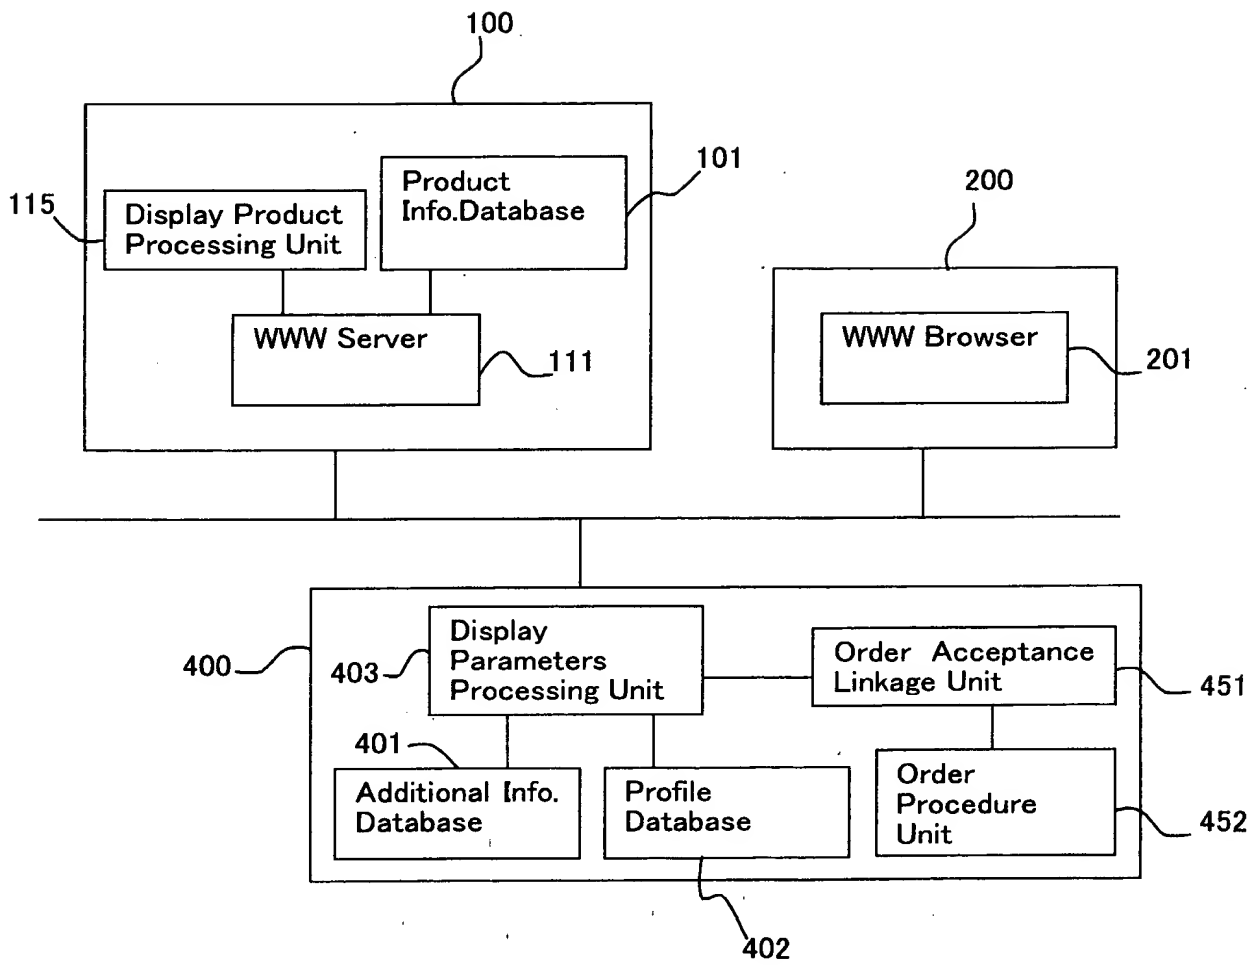 100
Product
Info.Database
101
115
Display Product
Processing Unit
WWW Server
111
200
WWW Browser
201
400
403
Display
Parameters
Processing Unit
Order Acceptance
Linkage Unit
451
401
Additional Info.
Database
Profile
Database
402
Order
Procedure
Unit
452